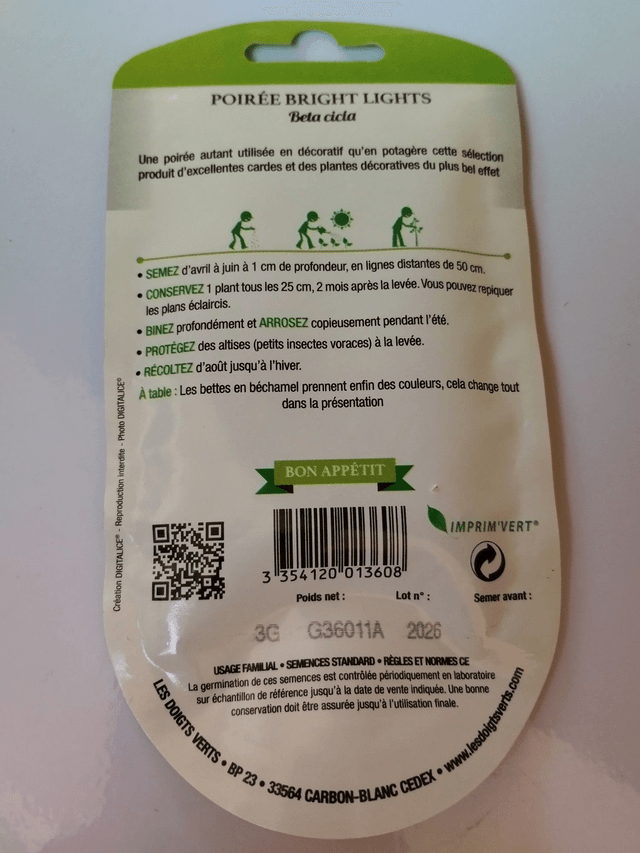 POIRÉE BRIGHT LIGHTS
Beta cicla
Une poirée autant utilisée en décoratif qu'en potagère cette sélection
produit d'excellentes cardes et des plantes décoratives du plus bel effet
• SEMEZ d'avril à juin à 1 cm de profondeur, en lignes distantes de 50 cm.
• CONSERVEZ 1 plant tous les 25 cm, 2 mois après la levée. Vous pouvez repiquer
les plans éclaircis.
• BINEZ profondément et ARROSEZ copieusement pendant l'été.
• PROTÉGEZ des altises (petits insectes voraces) à la levée.
• RÉCOLTEZ d'août jusqu'à l'hiver.
À table : Les bettes en béchamel prennent enfin des couleurs, cela change tout
dans la présentation
Création DIGITALICE® - Reproduction interdite - Photo DIGITALICE®
BON APPÉTIT
IMPRIM'VERT®
3 354120 013608
Poids net : Lot n° : Semer avant :
3G G36011A 2026
USAGE FAMILIAL • SEMENCES STANDARD • RÈGLES ET NORMES CE
La germination de ces semences est contrôlée périodiquement en laboratoire
sur échantillon de référence jusqu'à la date de vente indiquée. Une bonne
conservation doit être assurée jusqu'à l'utilisation finale.
LES DOIGTS VERTS • BP 23 • 33564 CARBON-BLANC CEDEX • www.lesdoigtsverts.com